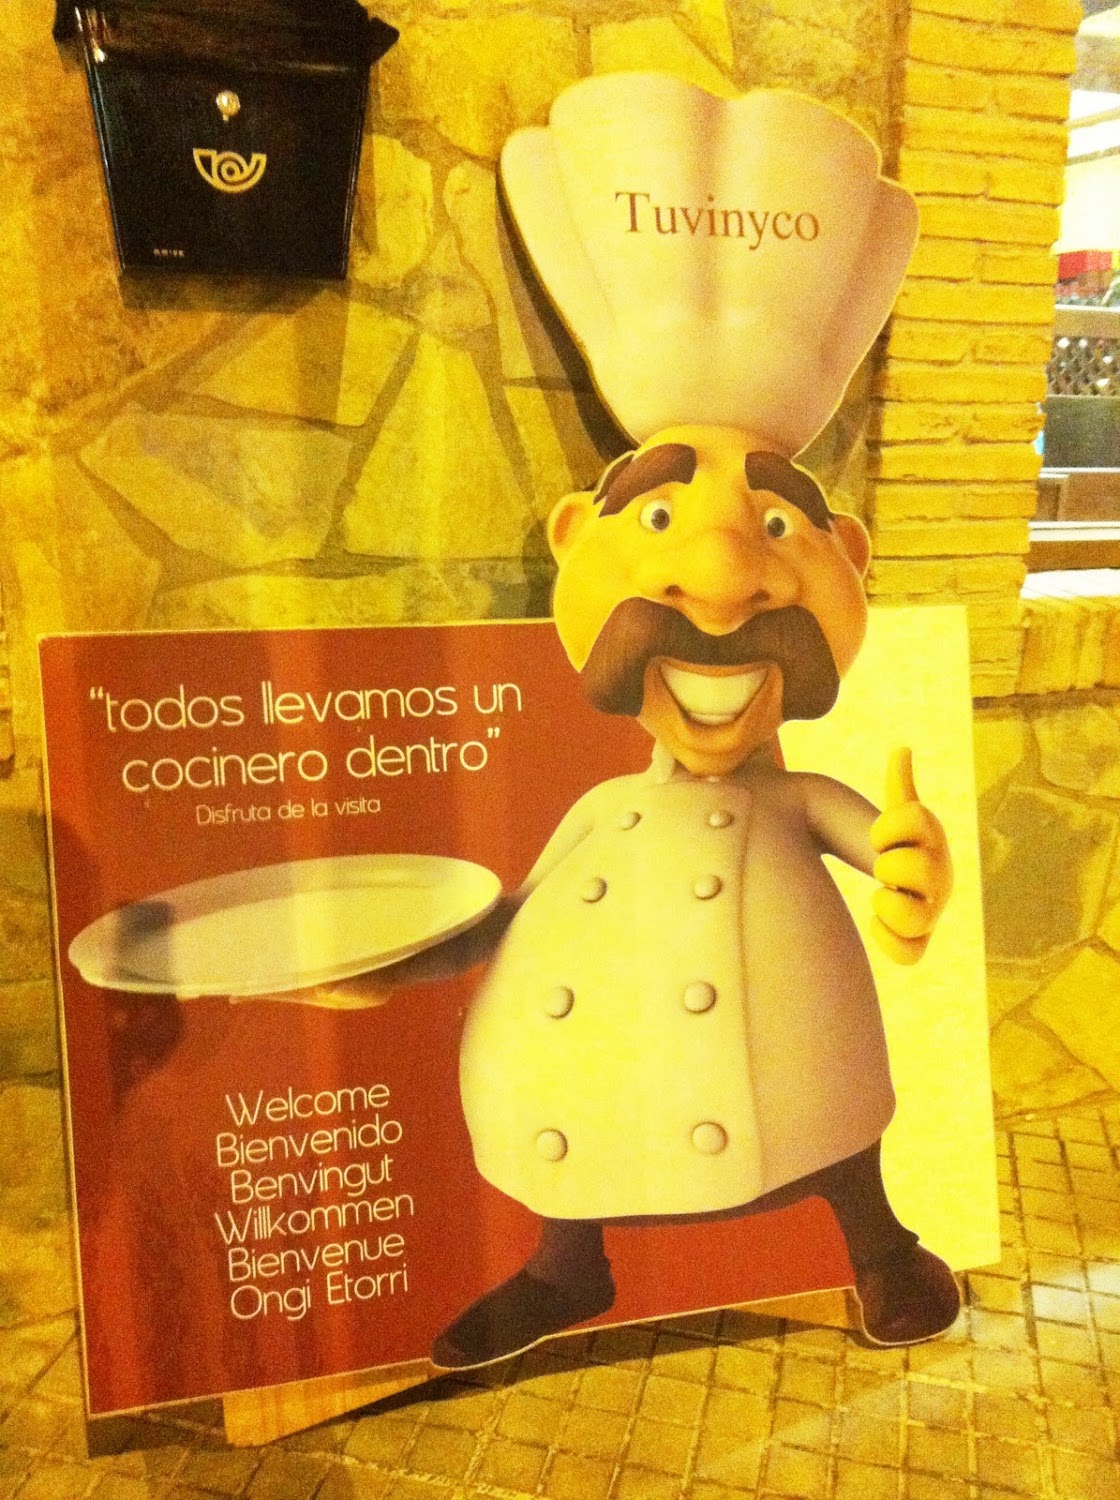 Tuvinyco
“todos llevamos un
cocinero dentro”
Disfruta de la visita
Welcome
Bienvenido
Benvingut
Willkommen
Bienvenue
Ongi Etorri